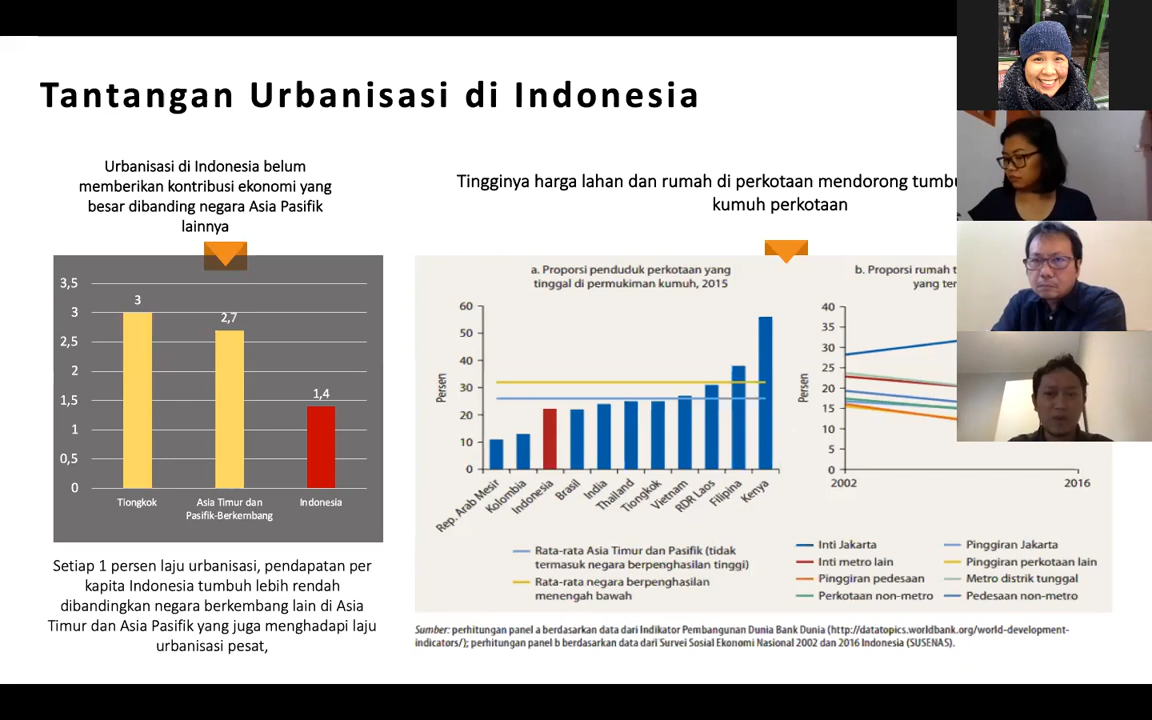 Tantangan Urbanisasi di Indonesia
Urbanisasi di Indonesia belum
memberikan kontribusi ekonomi yang
besar dibanding negara Asia Pasifik
lainnya
3,5
3
2,5
2
1,5
1
0,5
0
3
2,7
1,4
Tiongkok
Asia Timur dan
Pasifik-Berkembang
Indonesia
Setiap 1 persen laju urbanisasi, pendapatan per
kapita Indonesia tumbuh lebih rendah
dibandingkan negara berkembang lain di Asia
Timur dan Asia Pasifik yang juga menghadapi laju
urbanisasi pesat,
Tingginya harga lahan dan rumah di perkotaan mendorong
kumuh perkotaan
a. Proporsi penduduk perkotaan yang
tinggal di permukiman kumuh, 2015
Persen
60
50
40
30
20
10
0
Rep. Arab Mesir
Kolombia
Indonesia
Brasil
India
Thailand
Tiongkok
Vietnam
RDR Laos
Filipina
Kenya
Rata-rata Asia Timur dan Pasifik (tidak
termasuk negara berpenghasilan tinggi)
Rata-rata negara berpenghasilan
menengah bawah
b. Proporsi rumah
yang
Persen
40
35
30
25
20
15
10
5
0
2002
2016
Inti Jakarta
Inti metro lain
Pinggiran pedesaan
Perkotaan non-metro
Pinggiran Jakarta
Pinggiran perkotaan lain
Metro distrik tunggal
Pedesaan non-metro
Sumber: perhitungan panel a berdasarkan data dari Indikator Pembangunan Dunia Bank Dunia (http://datatopics.worldbank.org/world-development-
indicators/); perhitungan panel b berdasarkan data dari Survei Sosial Ekonomi Nasional 2002 dan 2016 Indonesia (SUSENAS).